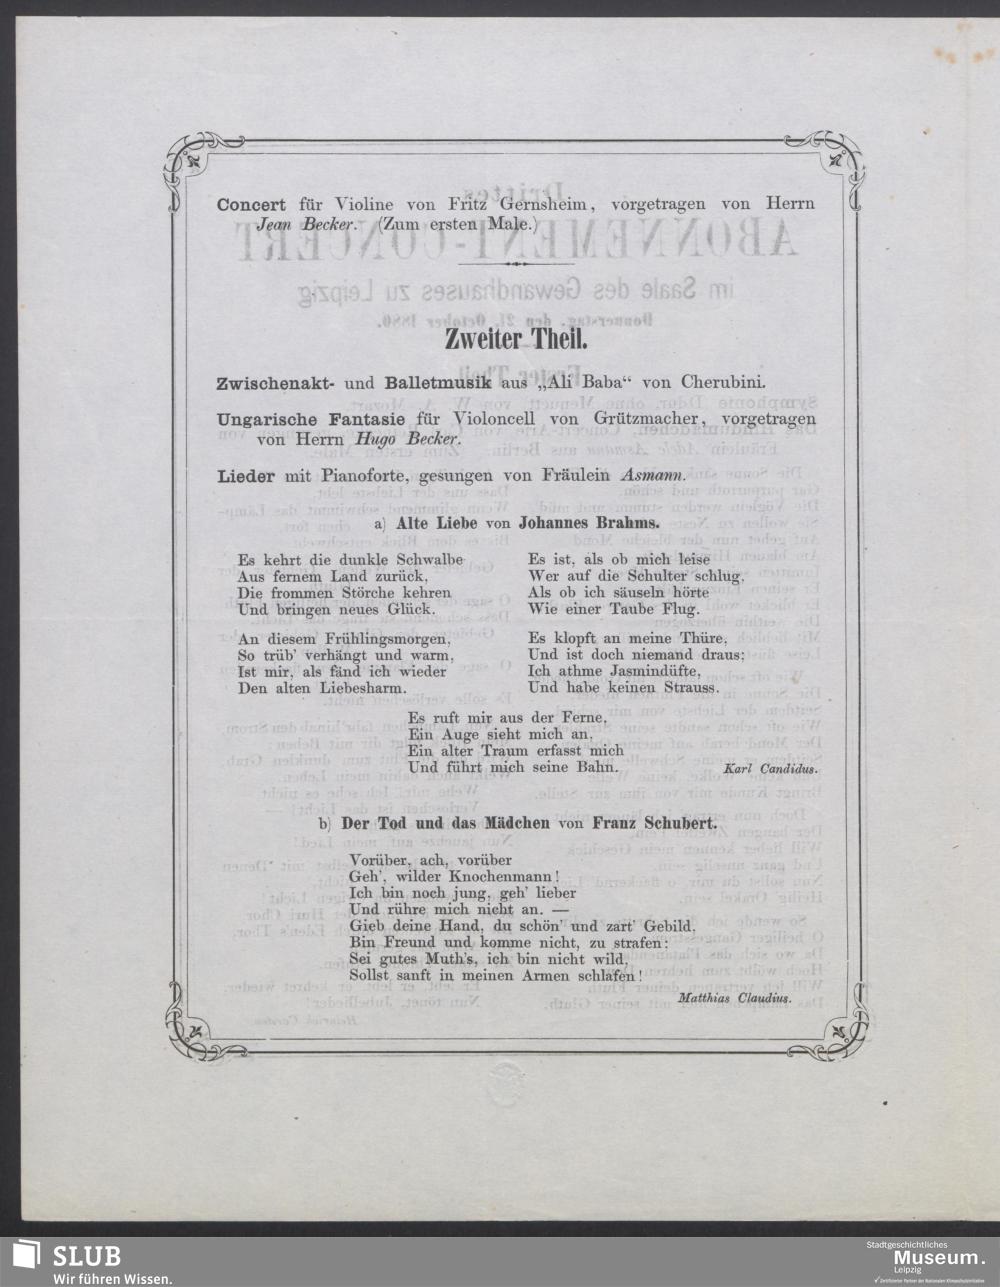 Concert für Violine von Fritz Gernsheim, vorgetragen von Herrn
Jean Becker. (Zum ersten Male.)
Zweiter Theil.
Zwischenakt- und Balletmusik aus „Ali Baba“ von Cherubini.
Ungarische Fantasie für Violoncell von Grützmacher, vorgetragen
von Herrn Hugo Becker.
Lieder mit Pianoforte, gesungen von Fräulein Asmann.
a) Alte Liebe von Johannes Brahms.
Es kehrt die dunkle Schwalbe
Aus fernem Land zurück,
Die frommen Störche kehren
Und bringen neues Glück.
An diesem Frühlingsmorgen,
So trüb' verhängt und warm,
Ist mir, als fänd ich wieder
Den alten Liebesharm.
Es ist, als ob mich leise
Wer auf die Schulter schlug,
Als ob ich säuseln hörte
Wie einer Taube Flug.
Es klopft an meine Thüre,
Und ist doch niemand draus;
Ich athme Jasmindüfte,
Und habe keinen Strauss.
Es ruft mir aus der Ferne,
Ein Auge sieht mich an,
Ein alter Traum erfasst mich
Und führt mich seine Bahn.
Karl Candidus.
b) Der Tod und das Mädchen von Franz Schubert.
Vorüber, ach, vorüber
Geh', wilder Knochenmann!
Ich bin noch jung, geh' lieber
Und rühre mich nicht an. —
Gieb deine Hand, du schön' und zart' Gebild,
Bin Freund und komme nicht, zu strafen:
Sei gutes Muth's, ich bin nicht wild,
Sollst sanft in meinen Armen schlafen!
Matthias Claudius.
SLUB
Wir führen Wissen.
Stadtgeschichtliches
Museum.
Leipzig
Zertifizierter Partner der Nationalen Klimaschutzinitiative